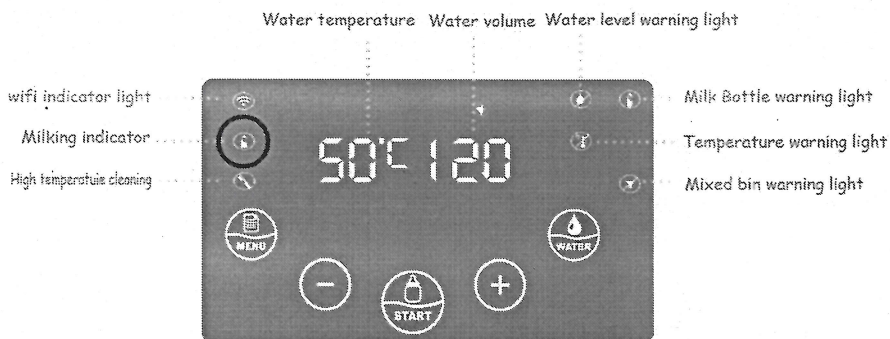 Water temperature Water volume Water level warning light
wifi indicator light
Milk Bottle warning light
Milking indicator
50°C 120
Temperature warning light
High temperatuie cleaning
Mixed bin warning light
MENU
WATER
START